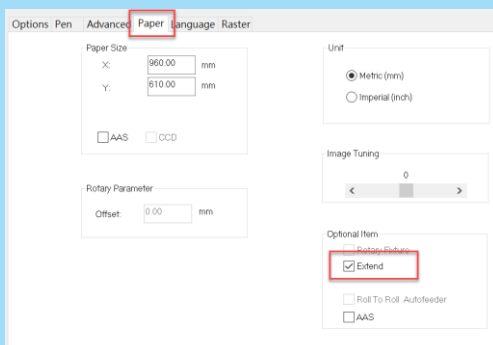 Options Pen Advanced Paper Language Raster
Paper Size
X: 960.00 mm
Y: 610.00 mm
AAS CCD
Rotary Parameter
Offset: 0.00 mm
Unit
Metric (mm)
Imperial (inch)
Image Tuning
0
Optional Item
Rotary Fixture
Extend
Roll To Roll Autofeeder
AAS